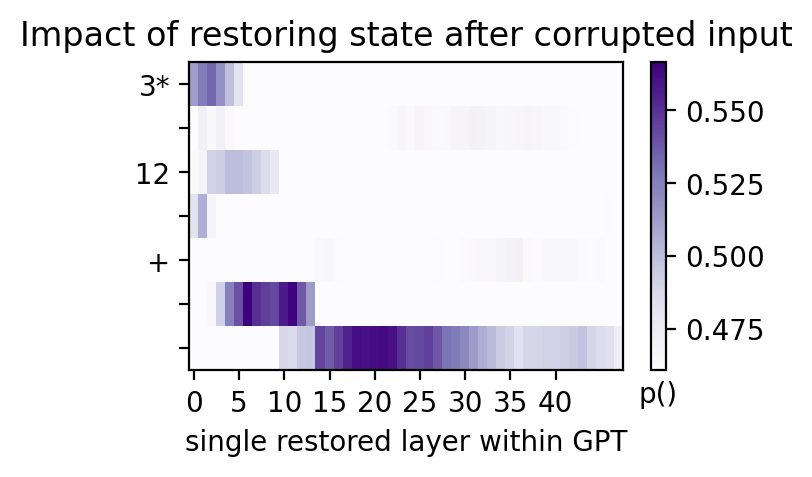 Impact of restoring state after corrupted input
3*
12
+
0 5 10 15 20 25 30 35 40
single restored layer within GPT
0.550
0.525
0.500
0.475
p()